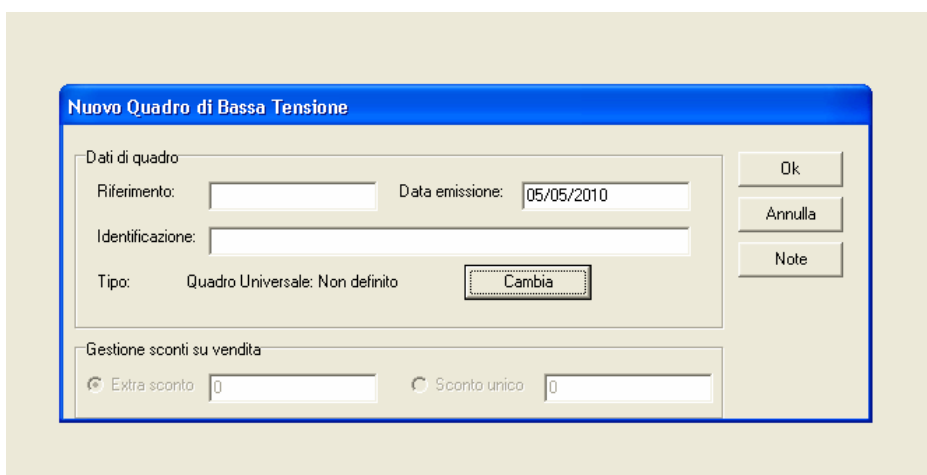 Nuovo Quadro di Bassa Tensione
Dati di quadro
Riferimento: Data emissione: 05/05/2010
Identificazione:
Tipo: Quadro Universale: Non definito Cambia
Ok
Annulla
Note
Gestione sconti su vendita
Extra sconto 0 Sconto unico 0